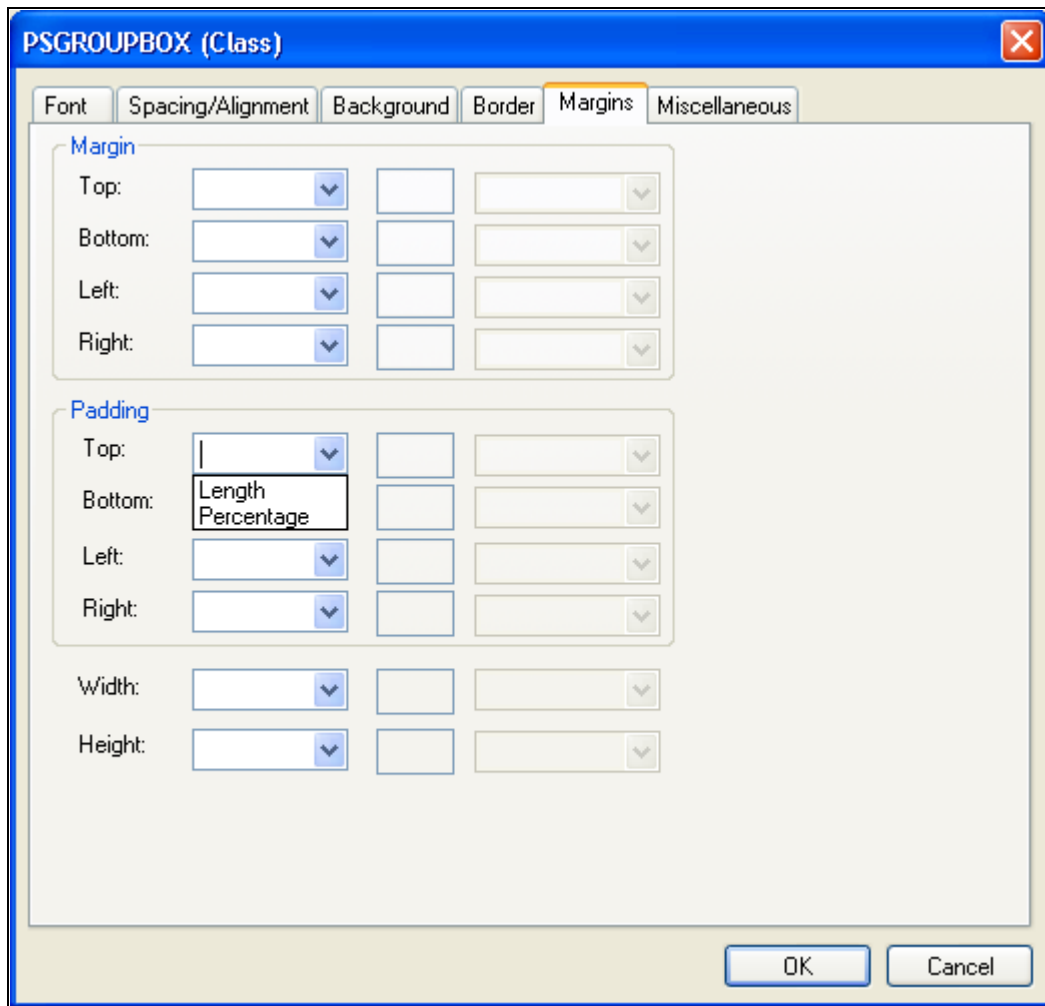 PSGROUPBOX (Class)
Font Spacing/Alignment Background Border Margins Miscellaneous
Margin
Top:
Bottom:
Left:
Right:
Padding
Top:
Length
Bottom:
Percentage
Left:
Right:
Width:
Height:
OK Cancel